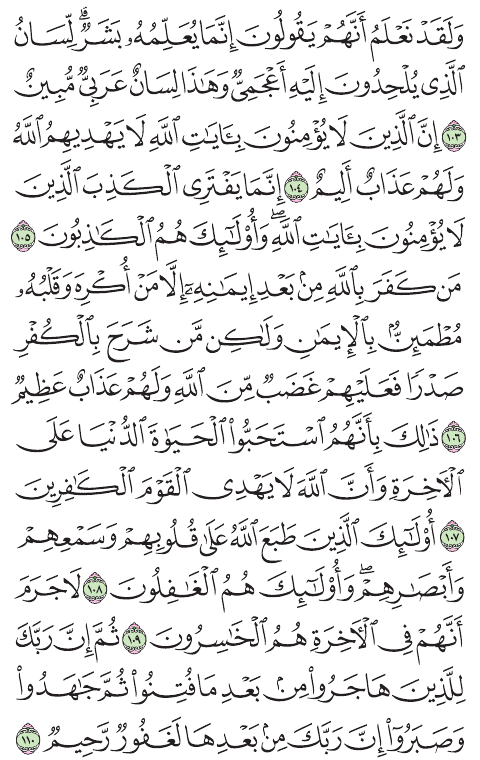 وَلَقَدْ نَعْلَمُ أَنَّهُمْ يَقُولُونَ إِنَّمَا يُعَلِّمُهُۥ بَشَرٌۗ لِّسَانُ
ٱلَّذِى يُلْحِدُونَ إِلَيْهِ أَعْجَمِىٌّ وَهَٰذَا لِسَانٌ عَرَبِىٌّ مُّبِينٌ
١٠٣ إِنَّ ٱلَّذِينَ لَا يُؤْمِنُونَ بِـَٔايَٰتِ ٱللَّهِ لَا يَهْدِيهِمُ ٱللَّهُ
وَلَهُمْ عَذَابٌ أَلِيمٌ ١٠٤ إِنَّمَا يَفْتَرِى ٱلْكَذِبَ ٱلَّذِينَ
لَا يُؤْمِنُونَ بِـَٔايَٰتِ ٱللَّهِۖ وَأُو۟لَٰٓئِكَ هُمُ ٱلْكَٰذِبُونَ ١٠٥
مَن كَفَرَ بِٱللَّهِ مِنۢ بَعْدِ إِيمَٰنِهِۦٓ إِلَّا مَنْ أُكْرِهَ وَقَلْبُهُۥ
مُطْمَئِنٌّۢ بِٱلْإِيمَٰنِ وَلَٰكِن مَّن شَرَحَ بِٱلْكُفْرِ
صَدْرًا فَعَلَيْهِمْ غَضَبٌ مِّنَ ٱللَّهِ وَلَهُمْ عَذَابٌ عَظِيمٌ
١٠٦ ذَٰلِكَ بِأَنَّهُمُ ٱسْتَحَبُّوا۟ ٱلْحَيَوٰةَ ٱلدُّنْيَا عَلَى
ٱلْـَٔاخِرَةِ وَأَنَّ ٱللَّهَ لَا يَهْدِى ٱلْقَوْمَ ٱلْكَٰفِرِينَ
١٠٧ أُو۟لَٰٓئِكَ ٱلَّذِينَ طَبَعَ ٱللَّهُ عَلَىٰ قُلُوبِهِمْ وَسَمْعِهِمْ
وَأَبْصَٰرِهِمْۖ وَأُو۟لَٰٓئِكَ هُمُ ٱلْغَٰفِلُونَ ١٠٨ لَا جَرَمَ
أَنَّهُمْ فِى ٱلْـَٔاخِرَةِ هُمُ ٱلْخَٰسِرُونَ ١٠٩ ثُمَّ إِنَّ رَبَّكَ
لِلَّذِينَ هَاجَرُوا۟ مِنۢ بَعْدِ مَا فُتِنُوا۟ ثُمَّ جَٰهَدُوا۟
وَصَبَرُوٓا۟ إِنَّ رَبَّكَ مِنۢ بَعْدِهَا لَغَفُورٌ رَّحِيمٌ ١١٠